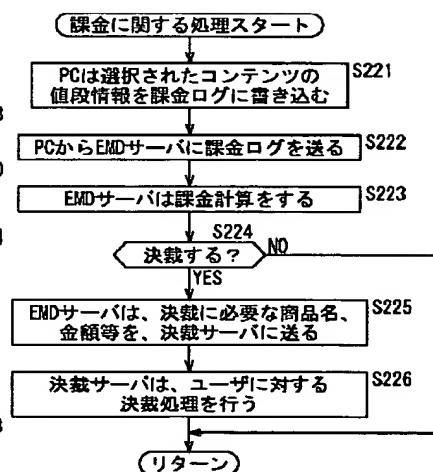 課金に関する処理スタート
PCは選択されたコンテンツの
値段情報を課金ログに書き込む
S221
PCからEMDサーバに課金ログを送る
S222
EMDサーバは課金計算をする
S223
S224
決裁する?
NO
YES
EMDサーバは、決裁に必要な商品名、
金額等を、決裁サーバに送る
S225
決裁サーバは、ユーザに対する
決裁処理を行う
S226
リターン